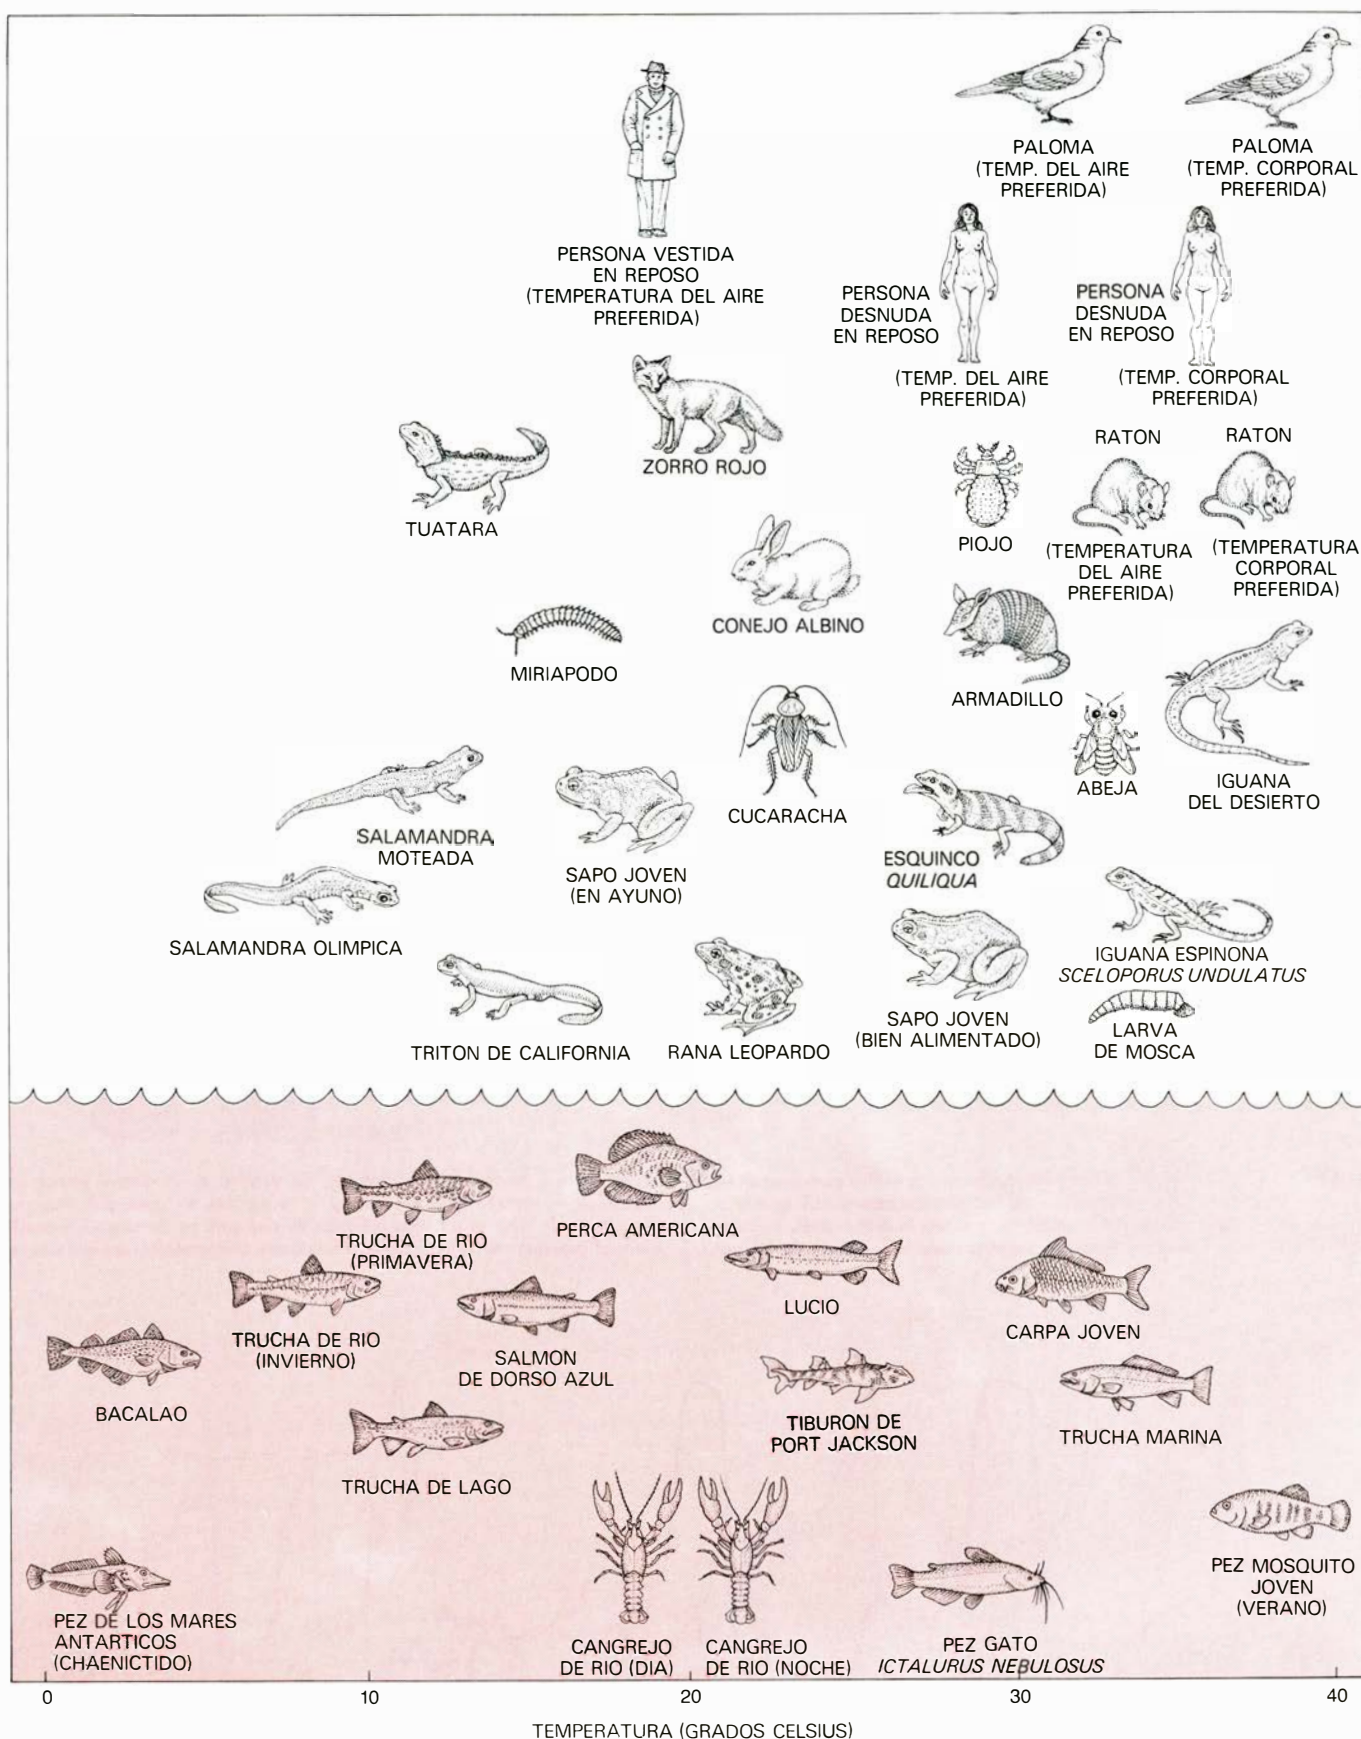 PALOMA
(TEMP. DEL AIRE
PREFERIDA)
PALOMA
(TEMP. CORPORAL
PREFERIDA)
PERSONA VESTIDA
EN REPOSO
(TEMPERATURA DEL AIRE
PREFERIDA)
PERSONA
DESNUDA
EN REPOSO
(TEMP. DEL AIRE
PREFERIDA)
PERSONA
DESNUDA
EN REPOSO
(TEMP. CORPORAL
PREFERIDA)
ZORRO ROJO
TUATARA
PIOJO
RATON
(TEMPERATURA
DEL AIRE
PREFERIDA)
RATON
(TEMPERATURA
CORPORAL
PREFERIDA)
CONEJO ALBINO
MIRIAPODO
ARMADILLO
ABEJA
IGUANA
DEL DESIERTO
CUCARACHA
SALAMANDRA
MOTEADA
SAPO JOVEN
(EN AYUNO)
ESQUINCO
QUILIQUA
SALAMANDRA OLIMPICA
IGUANA ESPINONA
SCELOPORUS UNDULATUS
TRITON DE CALIFORNIA
RANA LEOPARDO
SAPO JOVEN
(BIEN ALIMENTADO)
LARVA
DE MOSCA
TRUCHA DE RIO
(PRIMAVERA)
PERCA AMERICANA
LUCIO
CARPA JOVEN
TRUCHA DE RIO
(INVIERNO)
SALMON
DE DORSO AZUL
BACALAO
TIBURON DE
PORT JACKSON
TRUCHA MARINA
TRUCHA DE LAGO
PEZ MOSQUITO
JOVEN
(VERANO)
PEZ DE LOS MARES
ANTARTICOS
(CHAENICTIDO)
CANGREJO
DE RIO (DIA)
CANGREJO
DE RIO (NOCHE)
PEZ GATO
ICTALURUS NEBULOSUS
0 10 20 30 40
TEMPERATURA (GRADOS CELSIUS)